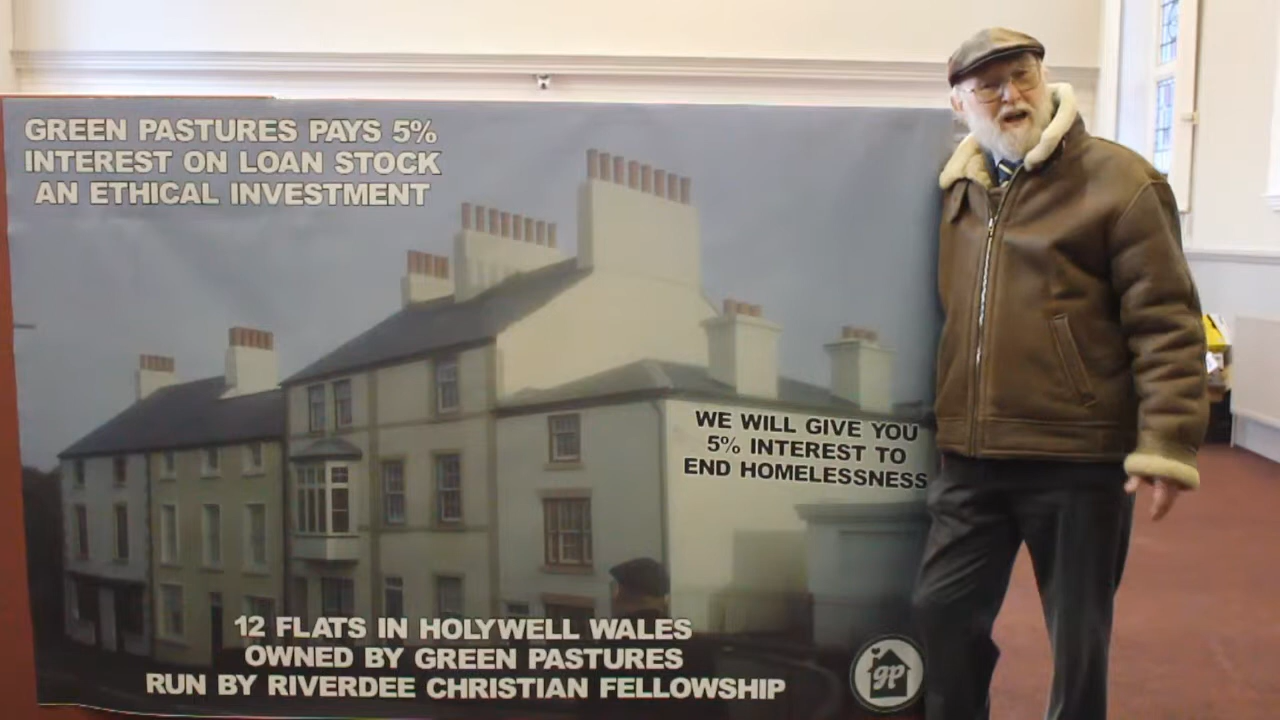 GREEN PASTURES PAYS 5%
INTEREST ON LOAN STOCK
AN ETHICAL INVESTMENT
WE WILL GIVE YOU
5% INTEREST TO
END HOMELESSNESS
12 FLATS IN HOLYWELL WALES
OWNED BY GREEN PASTURES
RUN BY RIVERDEE CHRISTIAN FELLOWSHIP
gp